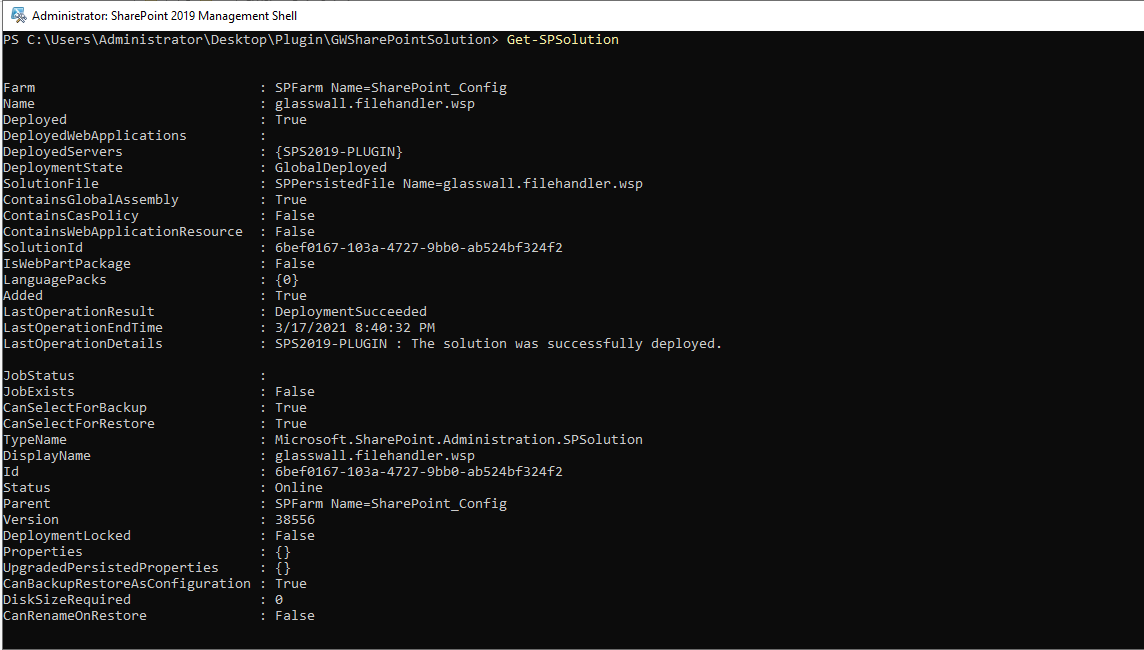 Administrator: SharePoint 2019 Management Shell
PS C:\Users\Administrator\Desktop\Plugin\GWSharePointSolution> Get-SPSolution
Farm : SPFarm Name=SharePoint_Config
Name : glasswall.filehandler.wsp
Deployed : True
DeployedWebApplications :
DeployedServers : {SPS2019-PLUGIN}
DeploymentState : GlobalDeployed
SolutionFile : SPPersistedFile Name=glasswall.filehandler.wsp
ContainsGlobalAssembly : True
ContainsCasPolicy : False
ContainsWebApplicationResource : False
SolutionId : 6bef0167-103a-4727-9bb0-ab524bf324f2
IsWebPartPackage : False
LanguagePacks : {0}
Added : True
LastOperationResult : DeploymentSucceeded
LastOperationEndTime : 3/17/2021 8:40:32 PM
LastOperationDetails : SPS2019-PLUGIN : The solution was successfully deployed.
JobStatus :
JobExists : False
CanSelectForBackup : True
CanSelectForRestore : True
TypeName : Microsoft.SharePoint.Administration.SPSolution
DisplayName : glasswall.filehandler.wsp
Id : 6bef0167-103a-4727-9bb0-ab524bf324f2
Status : Online
Parent : SPFarm Name=SharePoint_Config
Version : 38556
DeploymentLocked : False
Properties : {}
UpgradedPersistedProperties : {}
CanBackupRestoreAsConfiguration : True
DiskSizeRequired : 0
CanRenameOnRestore : False